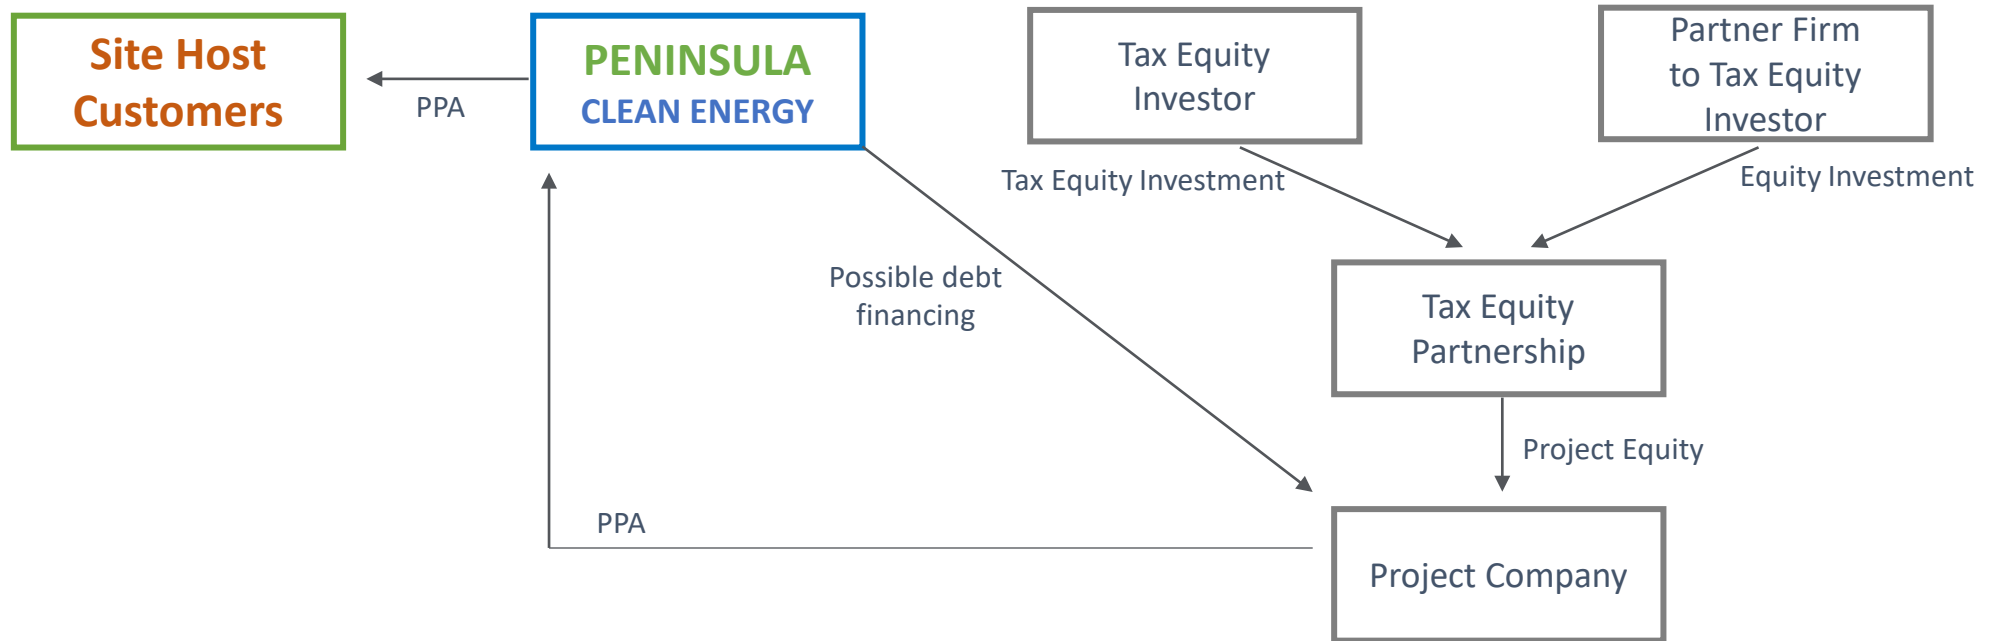 Site Host
Customers
PPA
PENINSULA
CLEAN ENERGY
Tax Equity
Investor
Partner Firm
to Tax Equity
Investor
Tax Equity Investment
Equity Investment
Possible debt
financing
Tax Equity
Partnership
Project Equity
PPA
Project Company